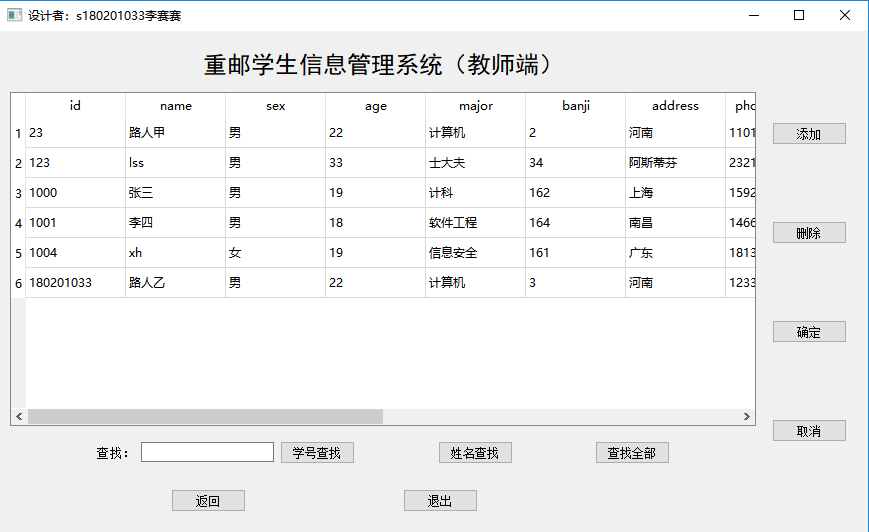 设计者：s180201033李赛赛
重邮学生信息管理系统（教师端）
id name sex age major banji address pho
1 23 路人甲 男 22 计算机 2 河南 1101
2 123 lss 男 33 士大夫 34 阿斯蒂芬 2321
3 1000 张三 男 19 计科 162 上海 1592
4 1001 李四 男 18 软件工程 164 南昌 1466
5 1004 xh 女 19 信息安全 161 广东 1813
6 180201033 路人乙 男 22 计算机 3 河南 1233
添加
删除
确定
取消
查找： 学号查找 姓名查找 查找全部
返回 退出